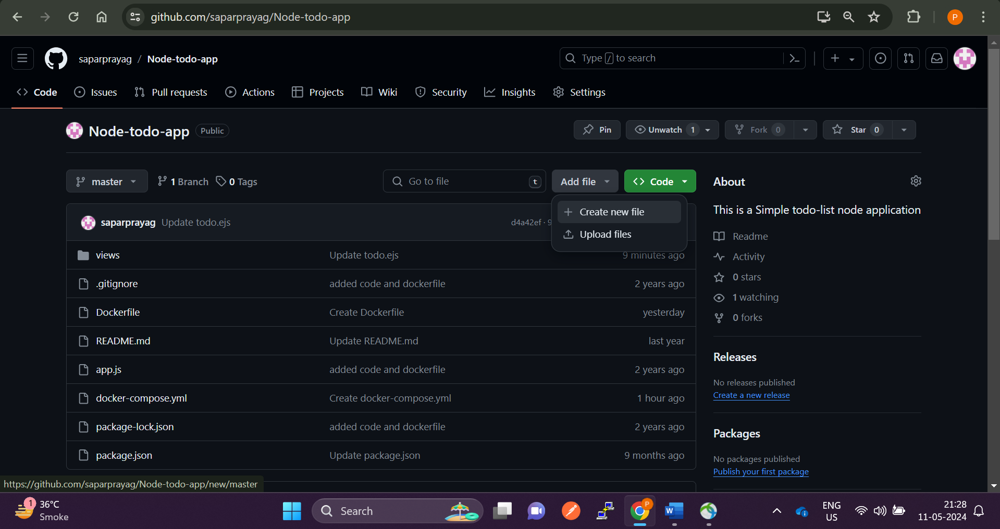 github.com/saparprayag/Node-todo-app
P
saparprayag / Node-todo-app
Type / to search
Code Issues Pull requests Actions Projects Wiki Security Insights Settings
Node-todo-app Public
Pin Unwatch 1 Fork 0 Star 0
master 1 Branch 0 Tags Go to file t Add file Code
Create new file
Upload files
saparprayag Update todo.ejs d4a42ef · 9
views Update todo.ejs 9 minutes ago
.gitignore added code and dockerfile 2 years ago
Dockerfile Create Dockerfile yesterday
README.md Update README.md last year
app.js added code and dockerfile 2 years ago
docker-compose.yml Create docker-compose.yml 1 hour ago
package-lock.json added code and dockerfile 2 years ago
package.json Update package.json 9 months ago
About
This is a Simple todo-list node application
Readme
Activity
0 stars
1 watching
0 forks
Releases
No releases published
Create a new release
Packages
No packages published
Publish your first package
https://github.com/saparprayag/Node-todo-app/new/master
1 36°C
Smoke
Search
P
W
ENG
US
21:28
11-05-2024